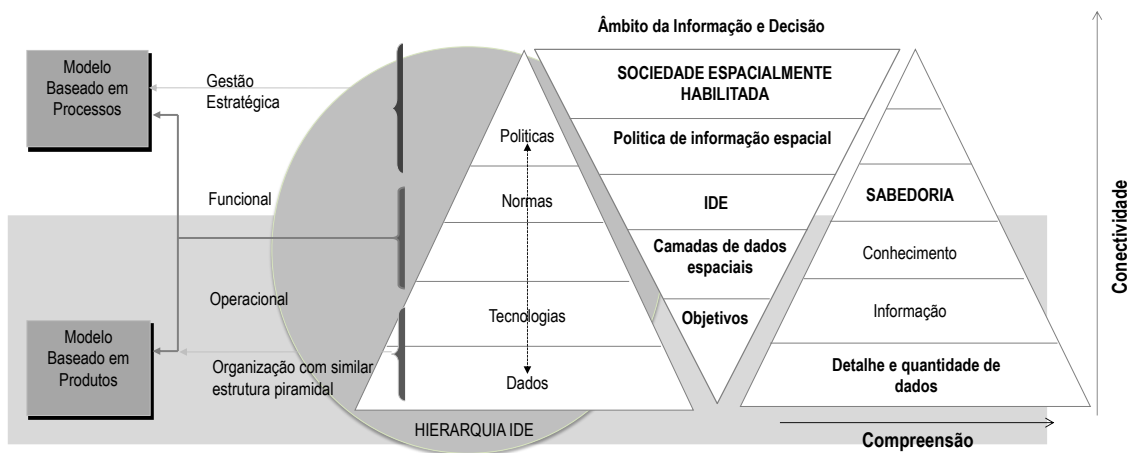 Âmbito da Informação e Decisão
Modelo
Baseado em
Processos
Gestão
Estratégica
Funcional
Operacional
Modelo
Baseado em
Produtos
Organização com similar
estrutura piramidal
Politicas
Normas
Tecnologias
Dados
HIERARQUIA IDE
SOCIEDADE ESPACIALMENTE
HABILITADA
Politica de informação espacial
IDE
Camadas de dados
espaciais
Objetivos
SABEDORIA
Conhecimento
Informação
Detalhe e quantidade de
dados
Compreensão
Conectividade